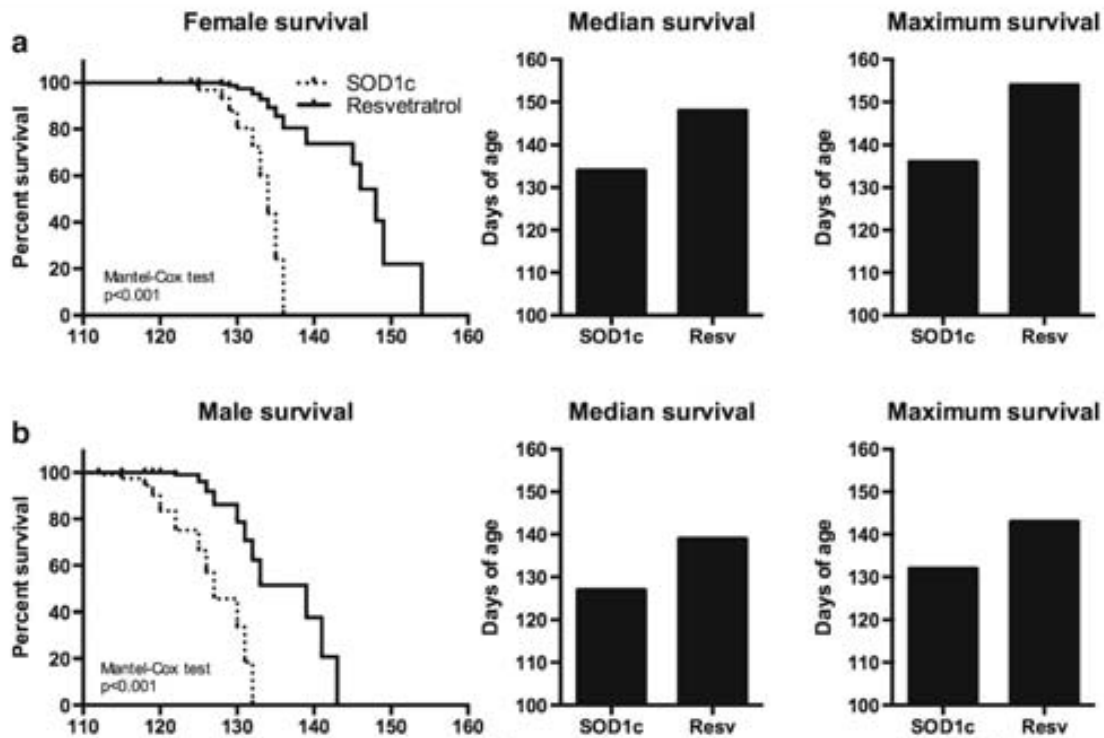 a
Female survival
Median survival
Maximum survival
Percent survival
100
80
60
40
20
0
SOD1c
Resvetratrol
Mantel-Cox test
p<0.001
110 120 130 140 150 160
Days of age
160
150
140
130
120
110
100
SOD1c Resv
Days of age
160
150
140
130
120
110
100
SOD1c Resv
b
Male survival
Median survival
Maximum survival
Percent survival
100
80
60
40
20
0
Mantel-Cox test
p<0.001
110 120 130 140 150 160
Days of age
160
150
140
130
120
110
100
SOD1c Resv
Days of age
160
150
140
130
120
110
100
SOD1c Resv